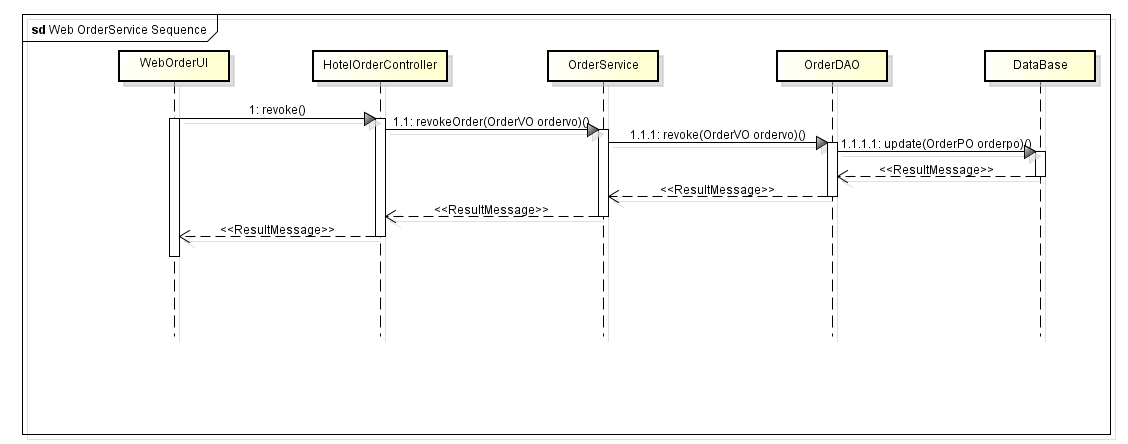 sd Web OrderService Sequence
WebOrderUI
HotelOrderController
OrderService
OrderDAO
DataBase
1: revoke()
1.1: revokeOrder(OrderVO ordervo)()
1.1.1: revoke(OrderVO ordervo)()
1.1.1.1: update(OrderPO orderpo)()
<<ResultMessage>>
<<ResultMessage>>
<<ResultMessage>>
<<ResultMessage>>